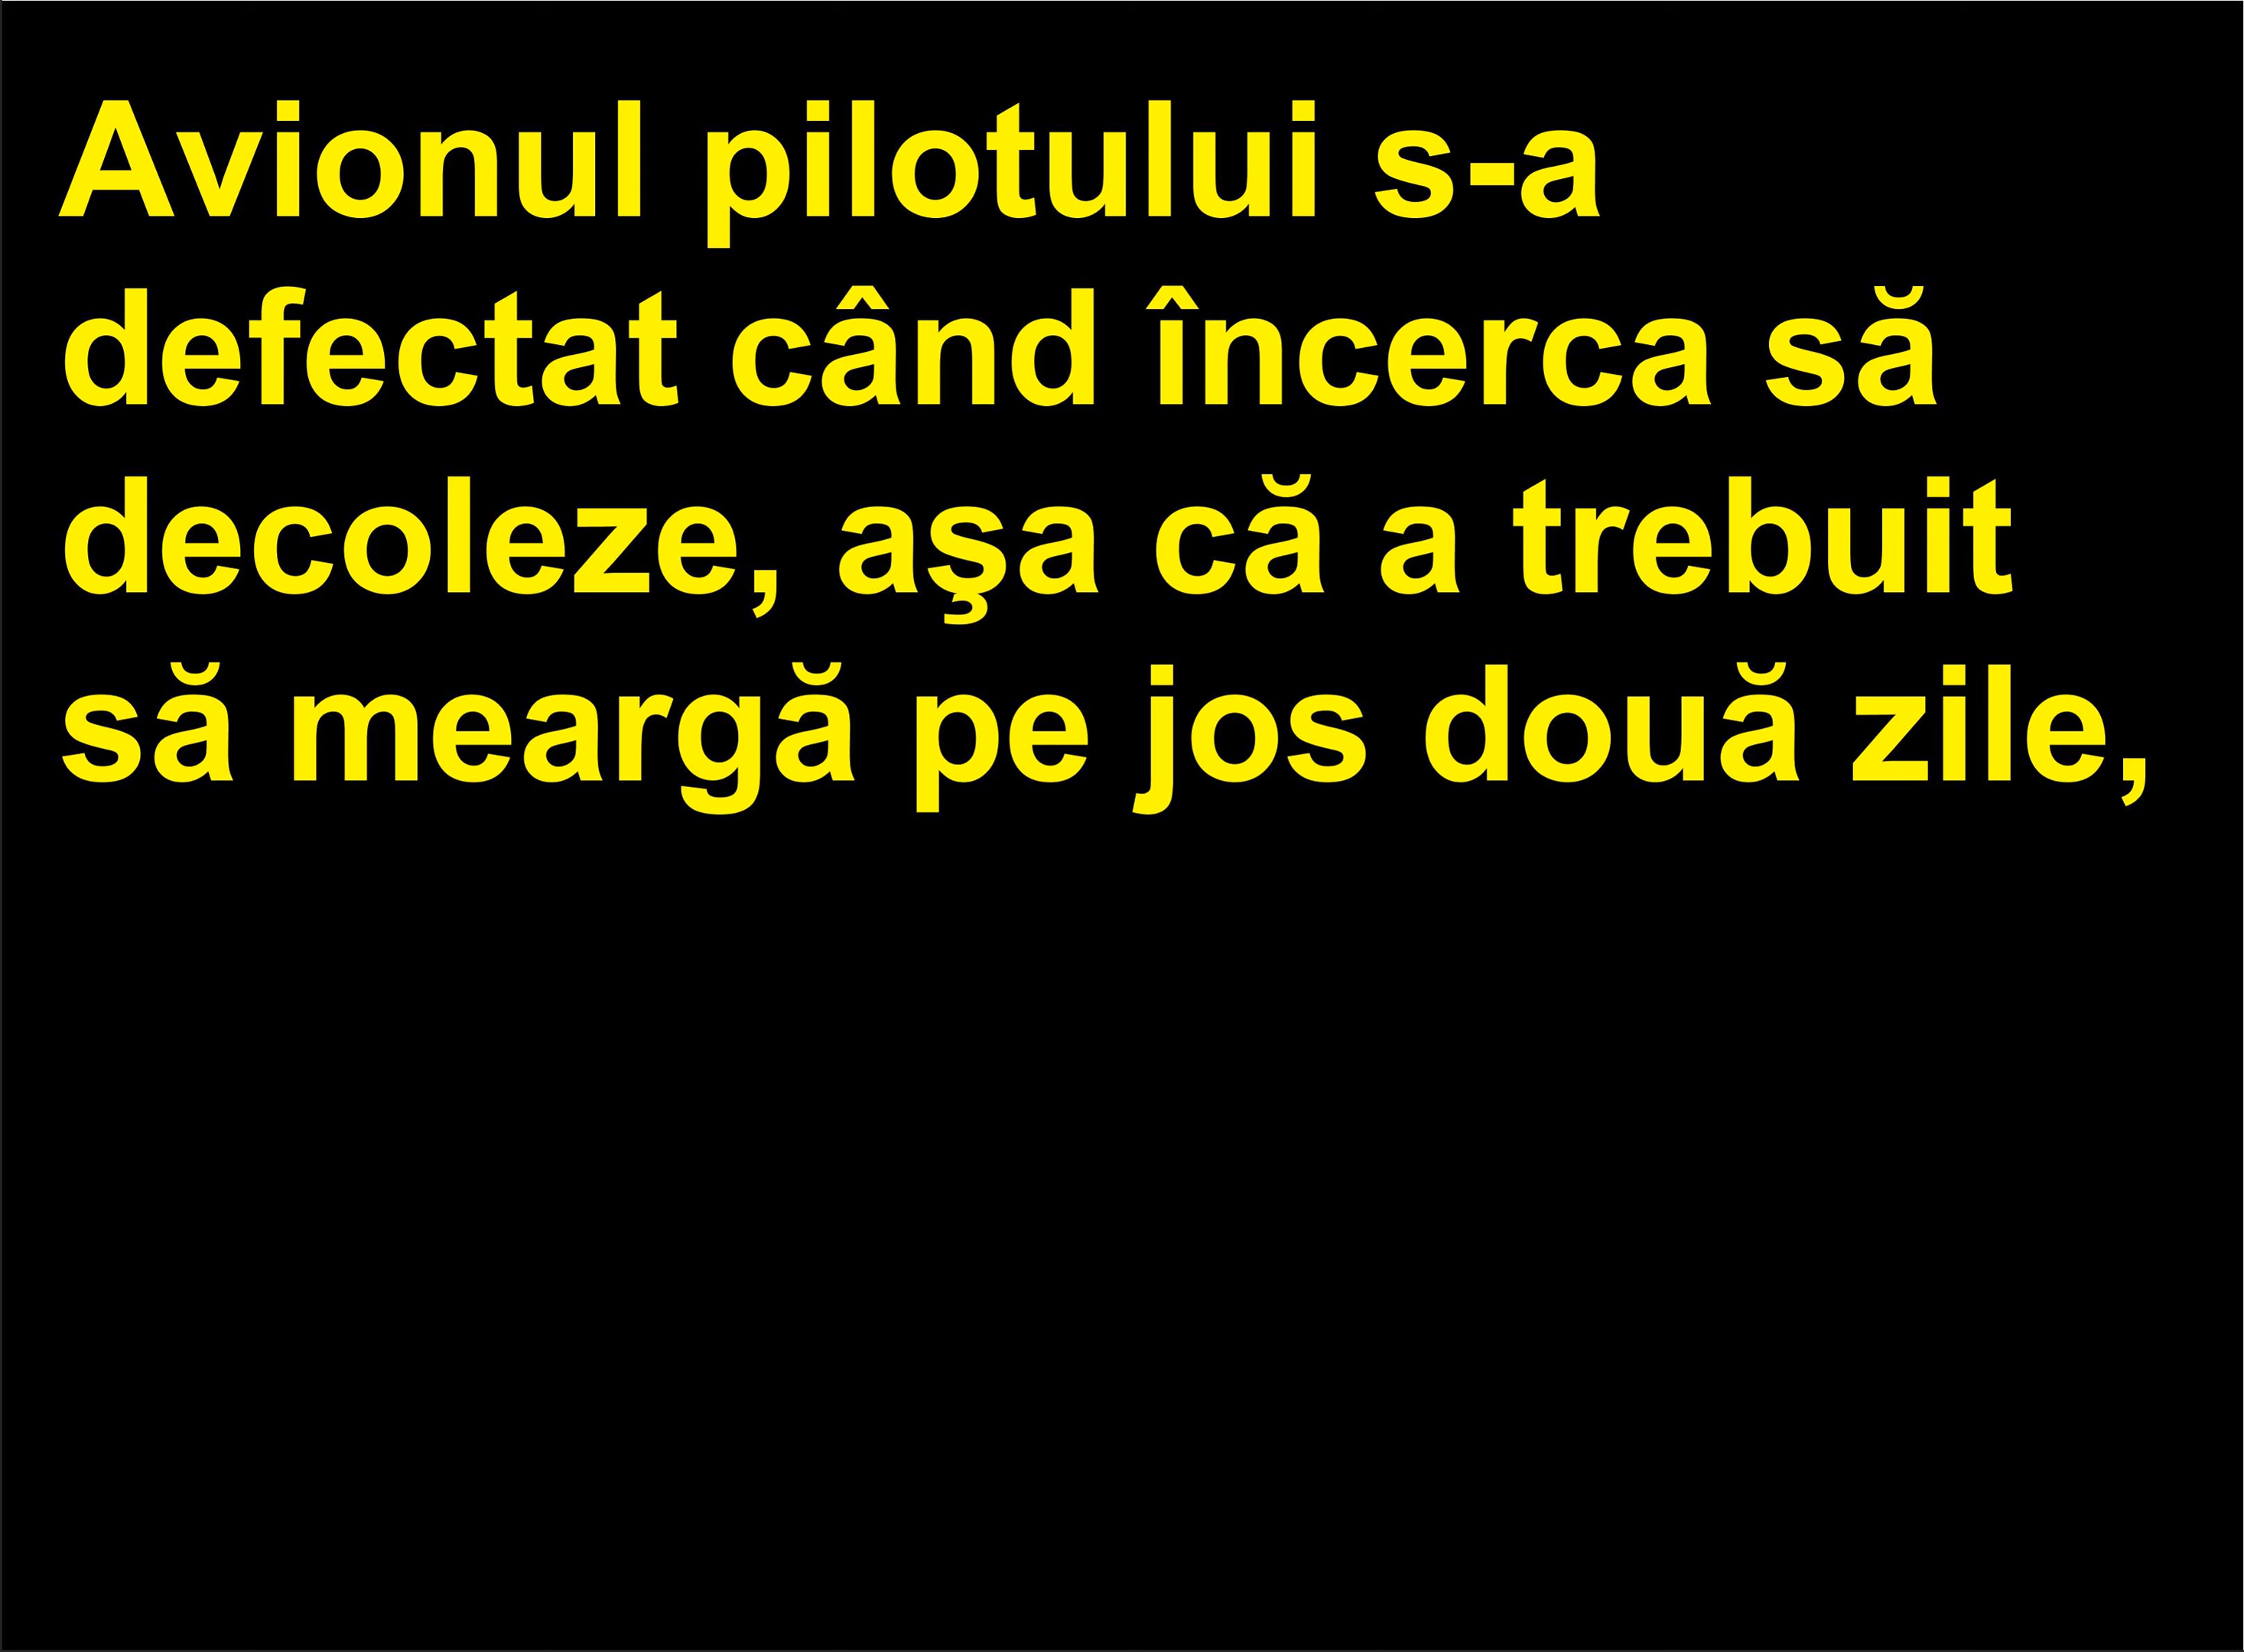 Avionul pilotului s-a
defectat când încerca să
decoleze, aşa că a trebuit
să meargă pe jos două zile,